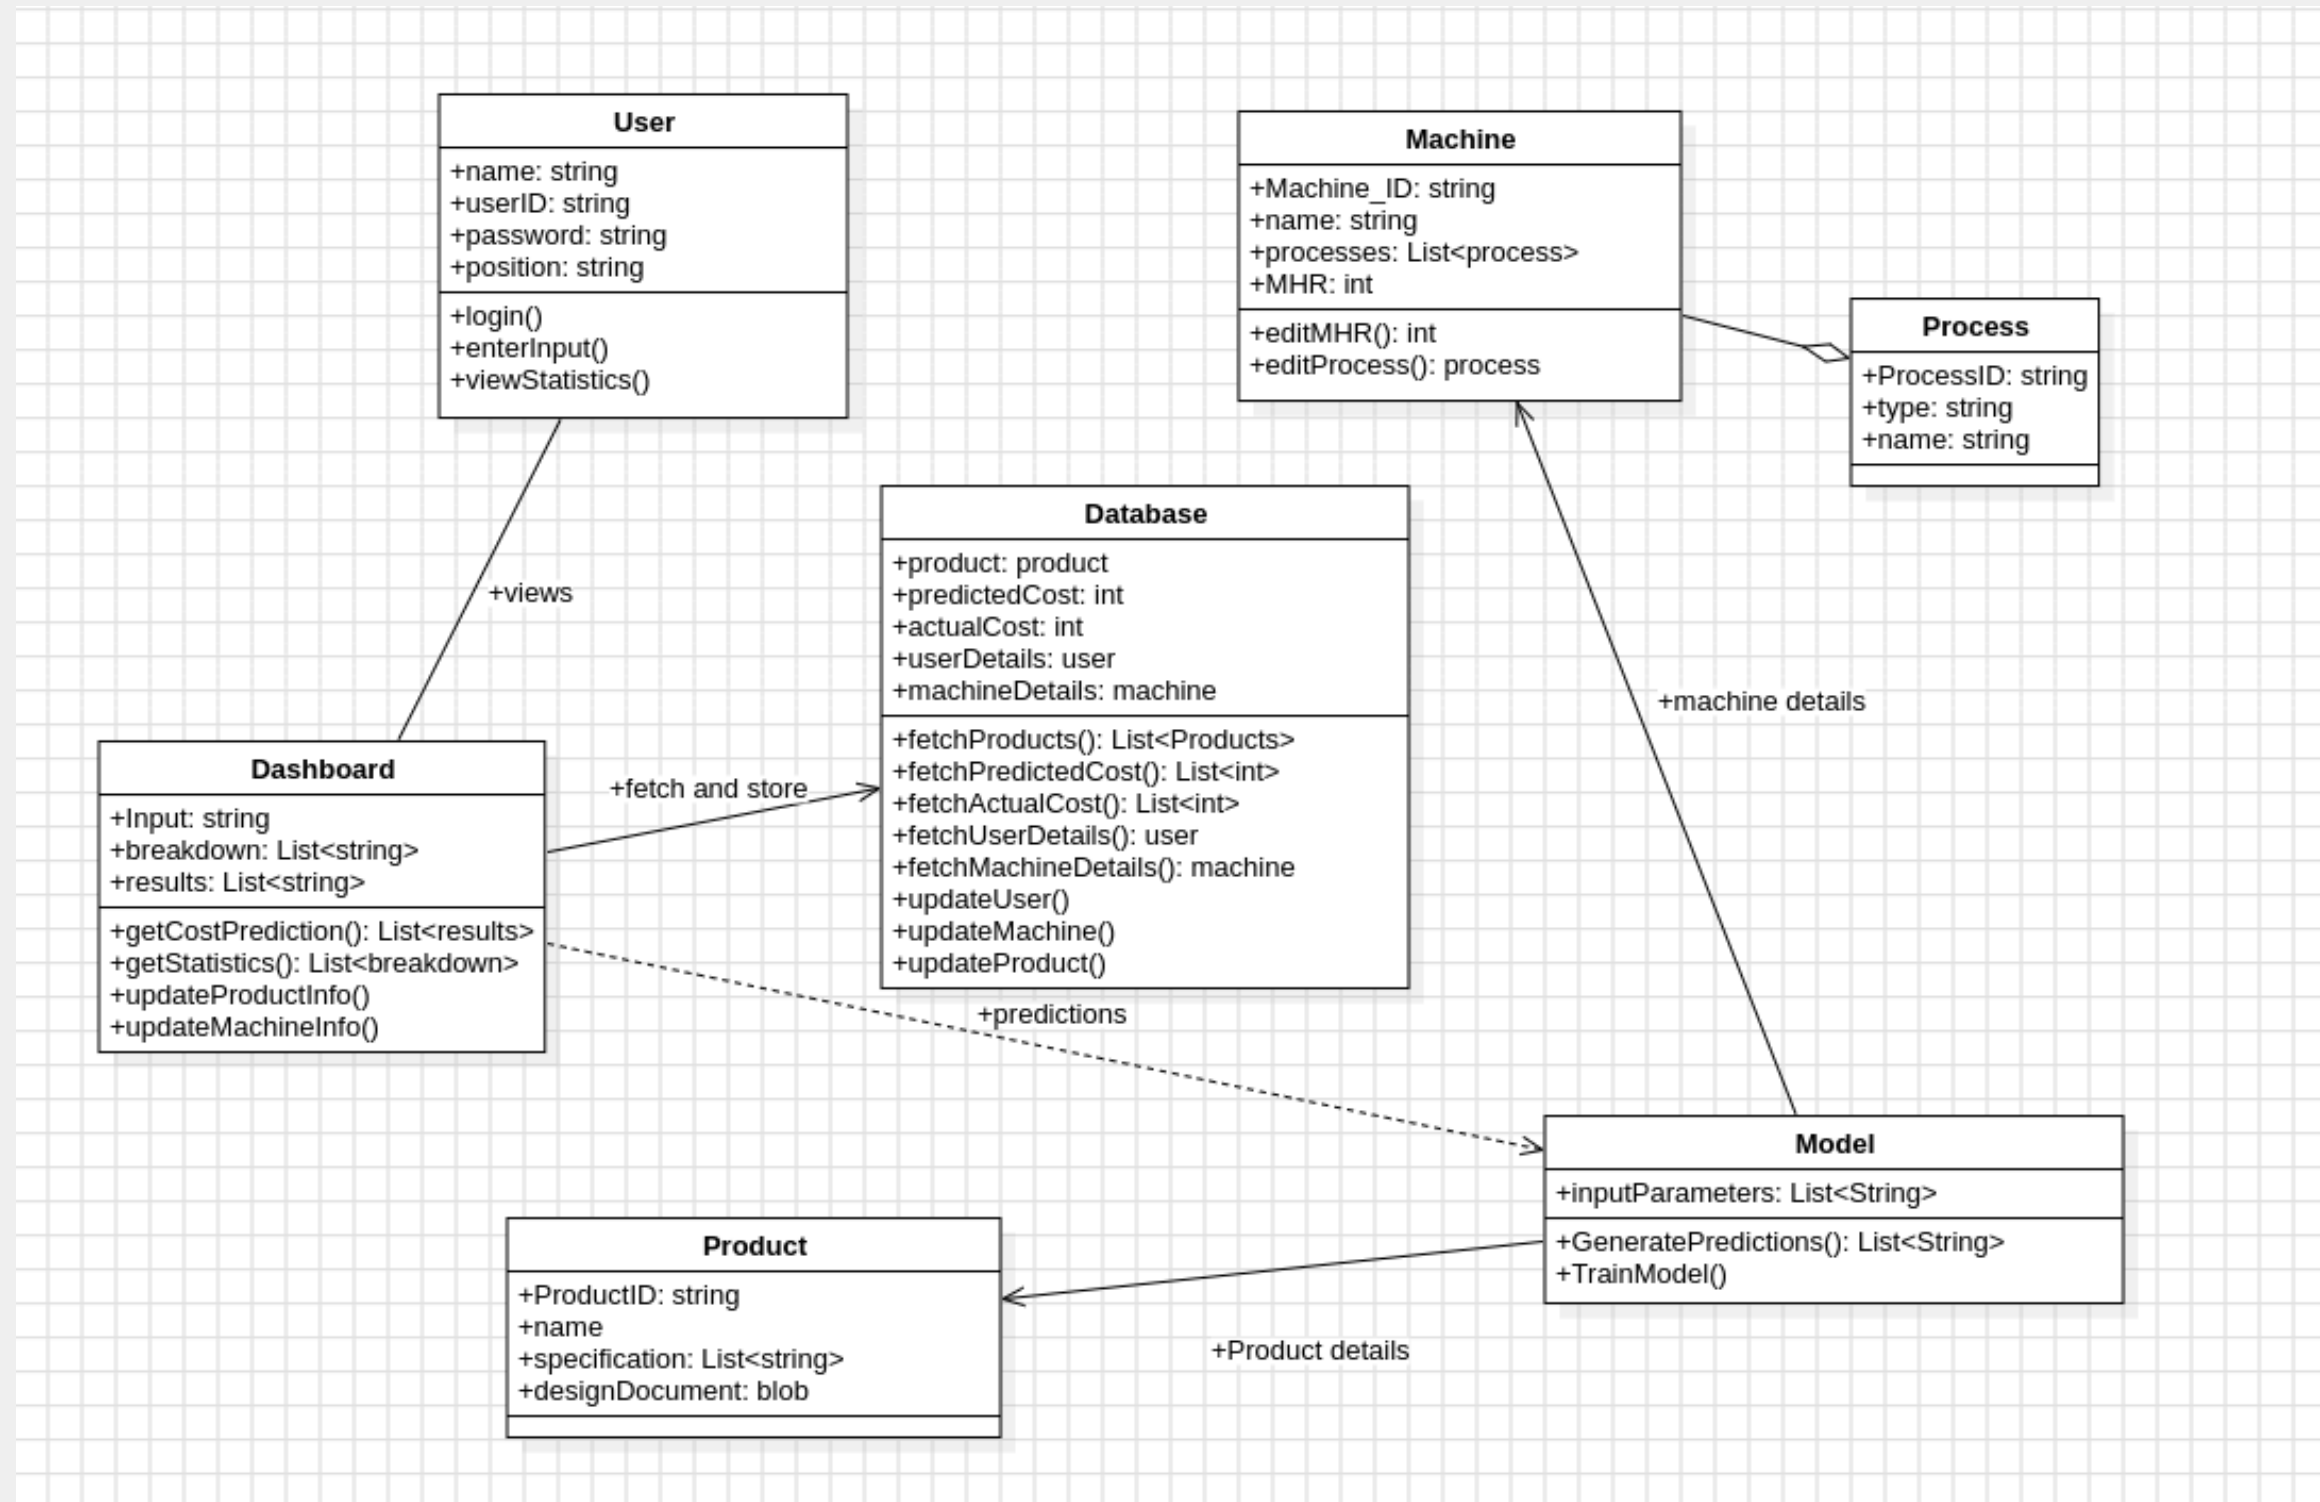 User
+name: string
+userID: string
+password: string
+position: string
+login()
+enterInput()
+viewStatistics()
Machine
+Machine_ID: string
+name: string
+processes: List<process>
+MHR: int
+editMHR(): int
+editProcess(): process
Process
+ProcessID: string
+type: string
+name: string
+views
Database
+product: product
+predictedCost: int
+actualCost: int
+userDetails: user
+machineDetails: machine
+fetchProducts(): List<Products>
+fetchPredictedCost(): List<int>
+fetchActualCost(): List<int>
+fetchUserDetails(): user
+fetchMachineDetails(): machine
+updateUser()
+updateMachine()
+updateProduct()
+machine details
Dashboard
+Input: string
+breakdown: List<string>
+results: List<string>
+getCostPrediction(): List<results>
+getStatistics(): List<breakdown>
+updateProductInfo()
+updateMachineInfo()
+fetch and store
+predictions
Model
+inputParameters: List<String>
+GeneratePredictions(): List<String>
+TrainModel()
Product
+ProductID: string
+name
+specification: List<string>
+designDocument: blob
+Product details